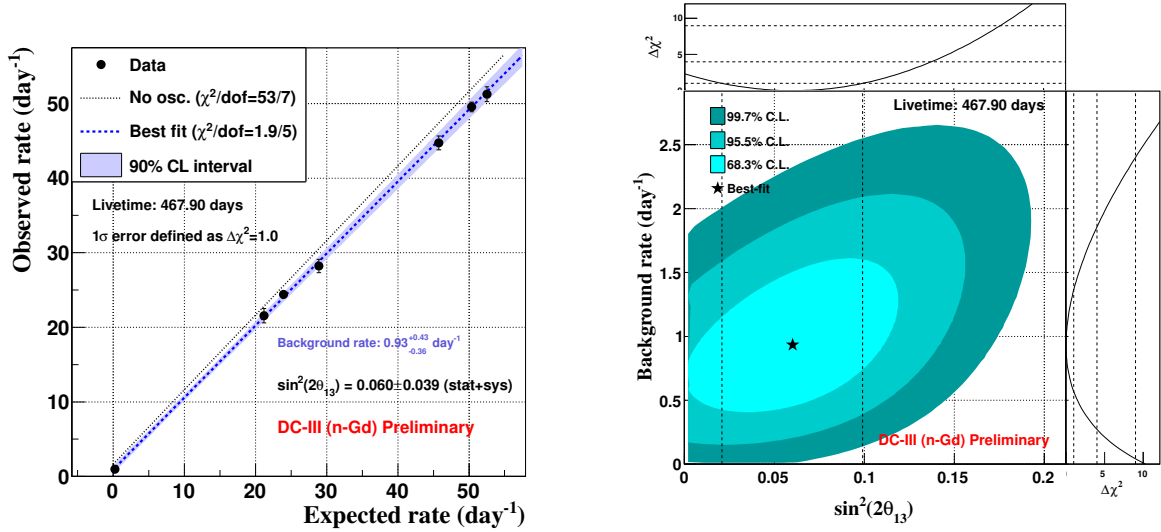 Observed rate (day⁻¹)
50
40
30
20
10
0
Data
No osc. (χ²/dof=53/7)
Best fit (χ²/dof=1.9/5)
90% CL interval
Livetime: 467.90 days
1σ error defined as Δχ²=1.0
Background rate: 0.93 +0.43 -0.36 day⁻¹
sin²(2θ₁₃) = 0.060±0.039 (stat+sys)
DC-III (n-Gd) Preliminary
0 10 20 30 40 50
Expected rate (day⁻¹)
Δχ²
10
5
Background rate (day⁻¹)
2.5
2
1.5
1
0.5
0
Livetime: 467.90 days
99.7% C.L.
95.5% C.L.
68.3% C.L.
Best-fit
DC-III (n-Gd) Preliminary
0 0.05 0.1 0.15 0.2
sin²(2θ₁₃)
5 10
Δχ²